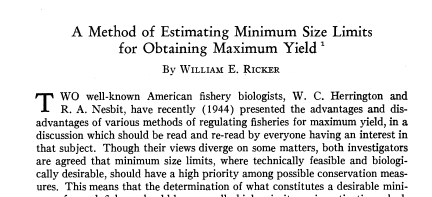 A Method of Estimating Minimum Size Limits
for Obtaining Maximum Yield ¹
By William E. Ricker
TWO well-known American fishery biologists, W. C. Herrington and
R. A. Nesbit, have recently (1944) presented the advantages and dis-
advantages of various methods of regulating fisheries for maximum yield, in a
discussion which should be read and re-read by everyone having an interest in
that subject. Though their views diverge on some matters, both investigators
are agreed that minimum size limits, where technically feasible and biologi-
cally desirable, should have a high priority among possible conservation meas-
ures. This means that the determination of what constitutes a desirable mini-